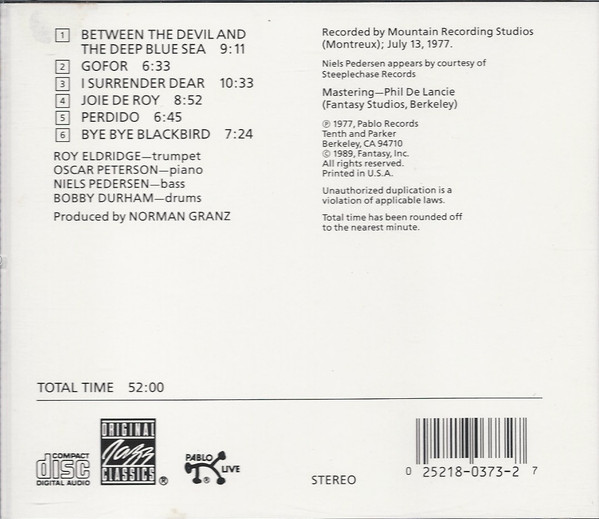 1 BETWEEN THE DEVIL AND
THE DEEP BLUE SEA 9:11
2 GOFOR 6:33
3 I SURRENDER DEAR 10:33
4 JOIE DE ROY 8:52
5 PERDIDO 6:45
6 BYE BYE BLACKBIRD 7:24
ROY ELDRIDGE—trumpet
OSCAR PETERSON—piano
NIELS PEDERSEN—bass
BOBBY DURHAM—drums
Produced by NORMAN GRANZ
Recorded by Mountain Recording Studios
(Montreux); July 13, 1977.
Niels Pedersen appears by courtesy of
Steeplechase Records
Mastering—Phil De Lancie
(Fantasy Studios, Berkeley)
℗ 1977, Pablo Records
Tenth and Parker
Berkeley, CA 94710
© 1989, Fantasy, Inc.
All rights reserved.
Printed in U.S.A.
Unauthorized duplication is a
violation of applicable laws.
Total time has been rounded off
to the nearest minute.
TOTAL TIME 52:00
COMPACT
disc
DIGITAL AUDIO
ORIGINAL
Jazz
CLASSICS ®
PABLO LIVE
®
STEREO
0 25218-0373-2 7